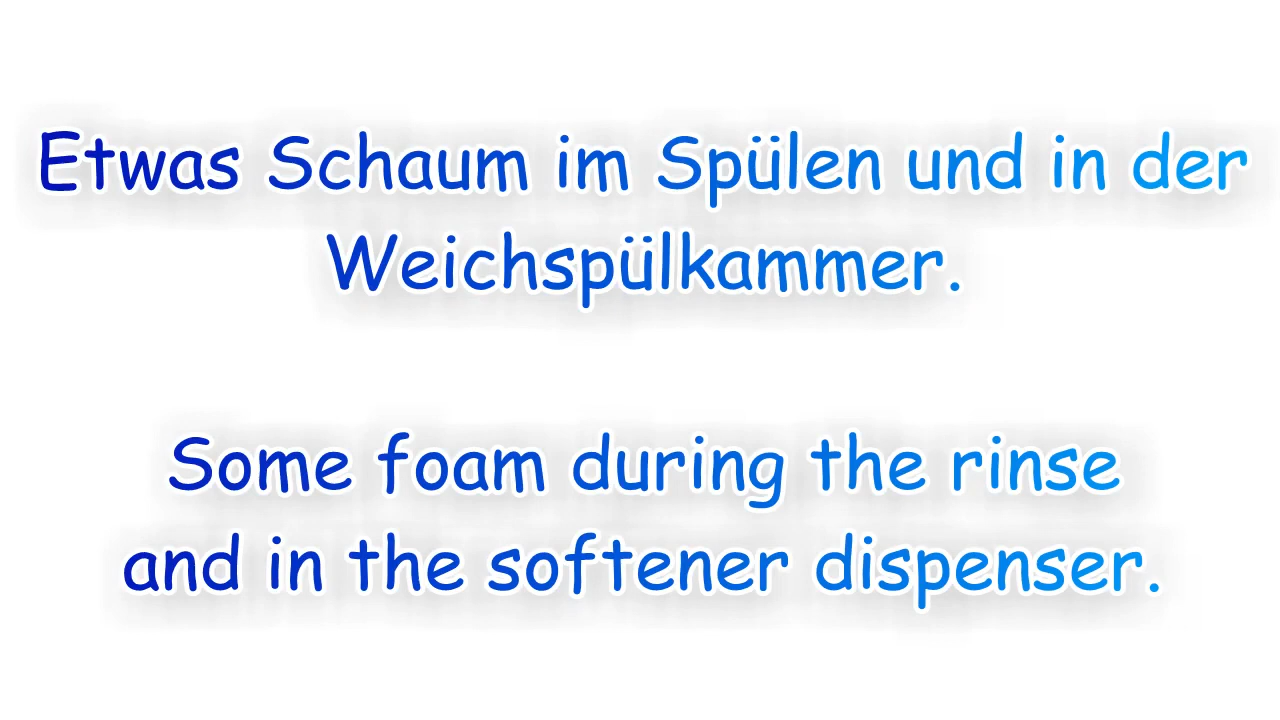 Etwas Schaum im Spülen und in der
Weichspülkammer.
Some foam during the rinse
and in the softener dispenser.